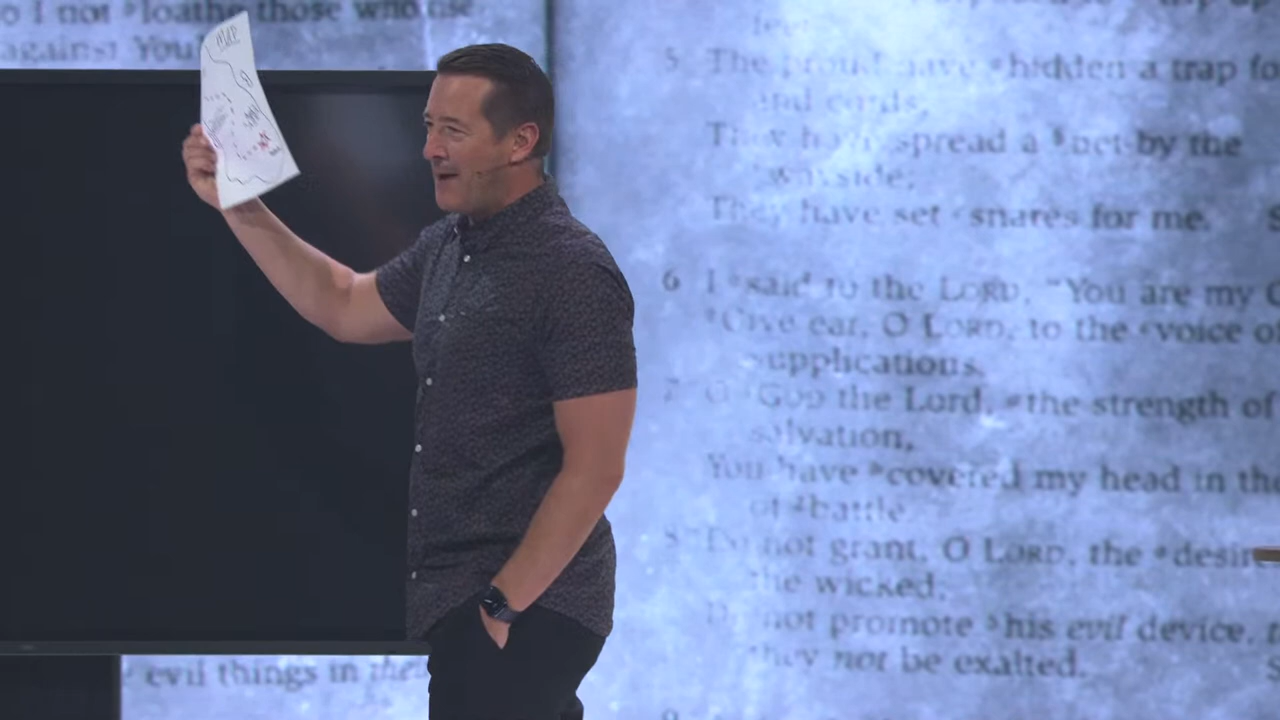 o I not *loathe those who use
against You
MAP
5 The proud have *hidden a trap fo
and cords;
They have spread a *net by the
wayside;
They have set snares for me.
6 I said to the LORD, "You are my G
Give ear, O LORD, to the voice of
supplications.
7 O GOD the Lord, the strength of
salvation,
You have covered my head in the
of battle.
8 Do not grant, O LORD, the desir
the wicked;
Do not promote his evil device,
they not be exalted.
evil things in their